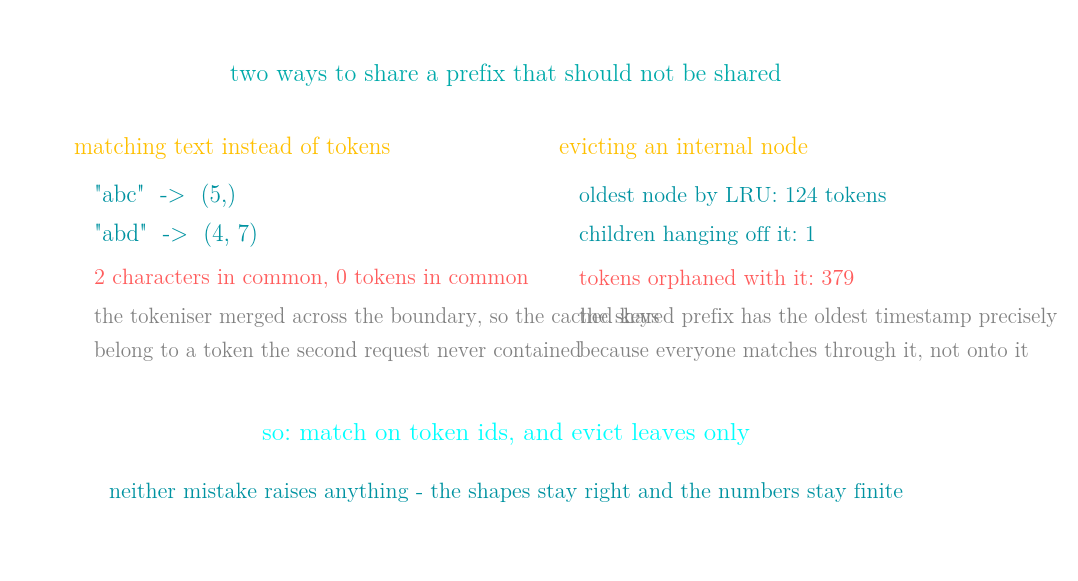 two ways to share a prefix that should not be shared
matching text instead of tokens
"abc" -> (5,)
"abd" -> (4, 7)
2 characters in common, 0 tokens in common
the tokeniser merged across the boundary, so the cached keys
belong to a token the second request never contained
evicting an internal node
oldest node by LRU: 124 tokens
children hanging off it: 1
tokens orphaned with it: 379
the shared prefix has the oldest timestamp precisely
because everyone matches through it, not onto it
so: match on token ids, and evict leaves only
neither mistake raises anything - the shapes stay right and the numbers stay finite